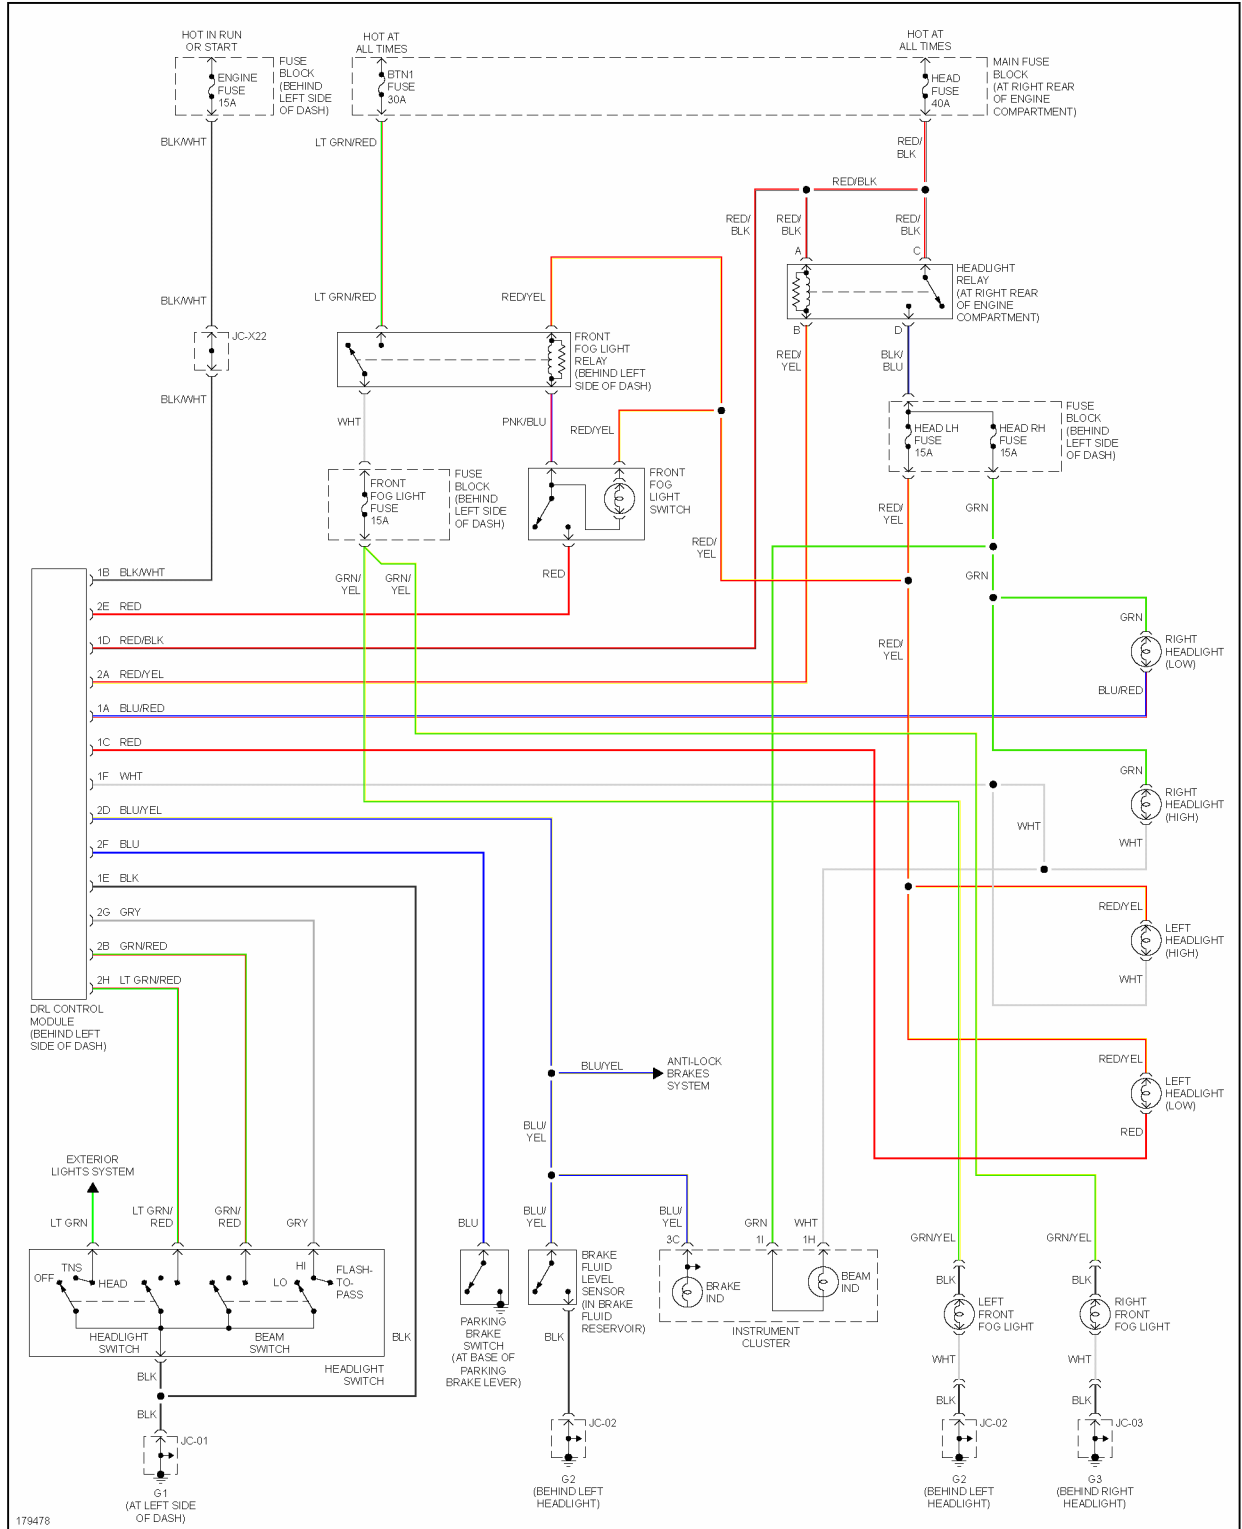 HOT IN RUN
OR START
HOT AT
ALL TIMES
HOT AT
ALL TIMES
ENGINE
FUSE
15A
FUSE
BLOCK
(BEHIND
LEFT SIDE
OF DASH)
BTN1
FUSE
30A
HEAD
FUSE
40A
MAIN FUSE
BLOCK
(AT RIGHT REAR
OF ENGINE
COMPARTMENT)
BLK/WHT
LT GRN/RED
RED/
BLK
RED/BLK
RED/
BLK
RED/
BLK
RED/
BLK
A
C
HEADLIGHT
RELAY
(AT RIGHT REAR
OF ENGINE
COMPARTMENT)
B
D
BLK/WHT
LT GRN/RED
RED/YEL
JC-X22
FRONT
FOG LIGHT
RELAY
(BEHIND LEFT
SIDE OF DASH)
RED/
YEL
BLK/
BLU
BLK/WHT
WHT
PNK/BLU
RED/YEL
HEAD LH
FUSE
15A
HEAD RH
FUSE
15A
FUSE
BLOCK
(BEHIND
LEFT SIDE
OF DASH)
FRONT
FOG LIGHT
FUSE
15A
FUSE
BLOCK
(BEHIND
LEFT SIDE
OF DASH)
FRONT
FOG
LIGHT
SWITCH
RED/
YEL
GRN
RED/
YEL
GRN/
YEL
GRN/
YEL
RED
GRN
1B BLK/WHT
2E RED
1D RED/BLK
2A RED/YEL
1A BLU/RED
1C RED
1F WHT
2D BLU/YEL
2F BLU
1E BLK
2G GRY
2B GRN/RED
2H LT GRN/RED
DRL CONTROL
MODULE
(BEHIND LEFT
SIDE OF DASH)
RED/
YEL
GRN
RIGHT
HEADLIGHT
(LOW)
BLU/RED
GRN
RIGHT
HEADLIGHT
(HIGH)
WHT
WHT
RED/YEL
LEFT
HEADLIGHT
(HIGH)
WHT
RED/YEL
LEFT
HEADLIGHT
(LOW)
RED
BLU/YEL
ANTI-LOCK
BRAKES
SYSTEM
BLU/
YEL
EXTERIOR
LIGHTS SYSTEM
LT GRN
LT GRN/
RED
GRN/
RED
GRY
BLU
BLU/
YEL
BLU/
YEL
3C
GRN
1I
WHT
1H
GRN/YEL
GRN/YEL
OFF
TNS
HEAD
HI
LO
FLASH-
TO-
PASS
HEADLIGHT
SWITCH
BEAM
SWITCH
BLK
HEADLIGHT
SWITCH
PARKING
BRAKE
SWITCH
(AT BASE OF
PARKING
BRAKE LEVER)
BRAKE
FLUID
LEVEL
SENSOR
(IN BRAKE
FLUID
RESERVOIR)
BRAKE
IND
BEAM
IND
INSTRUMENT
CLUSTER
BLK
BLK
LEFT
FRONT
FOG LIGHT
RIGHT
FRONT
FOG LIGHT
BLK
WHT
WHT
BLK
BLK
BLK
BLK
JC-01
JC-02
JC-02
JC-03
G1
(AT LEFT SIDE
OF DASH)
G2
(BEHIND LEFT
HEADLIGHT)
G2
(BEHIND LEFT
HEADLIGHT)
G3
(BEHIND RIGHT
HEADLIGHT)
179478